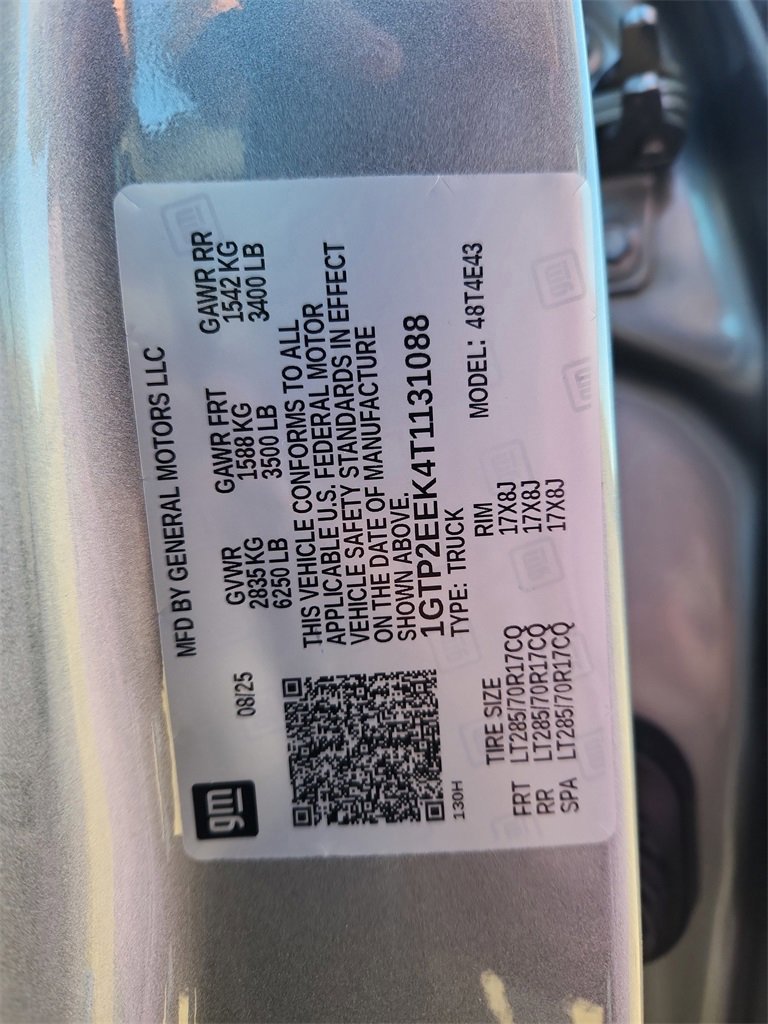 gm
MFD BY GENERAL MOTORS LLC
08/25 GVWR GAWR FRT GAWR RR
2835 KG 1588 KG 1542 KG
6250 LB 3500 LB 3400 LB
THIS VEHICLE CONFORMS TO ALL
APPLICABLE U.S. FEDERAL MOTOR
VEHICLE SAFETY STANDARDS IN EFFECT
ON THE DATE OF MANUFACTURE
SHOWN ABOVE.
1GTP2EEK4T1131088
130H TYPE: TRUCK MODEL: 48T4E43
TIRE SIZE RIM
FRT LT285/70R17CQ 17X8J
RR LT285/70R17CQ 17X8J
SPA LT285/70R17CQ 17X8J